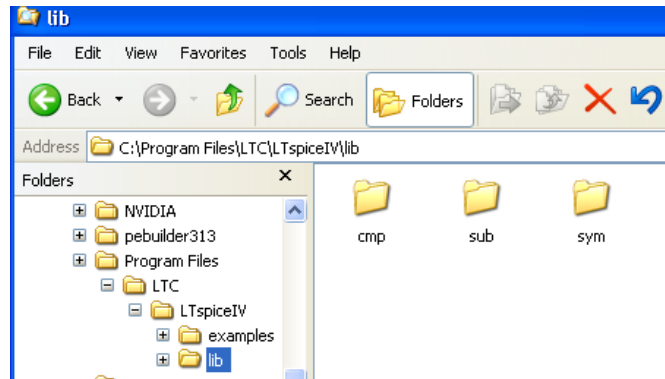 lib
File Edit View Favorites Tools Help
Back Search Folders
Address C:\Program Files\LTC\LTspiceIV\lib
Folders
NVIDIA
pebuilder313
Program Files
LTC
LTspiceIV
examples
lib
cmp sub sym